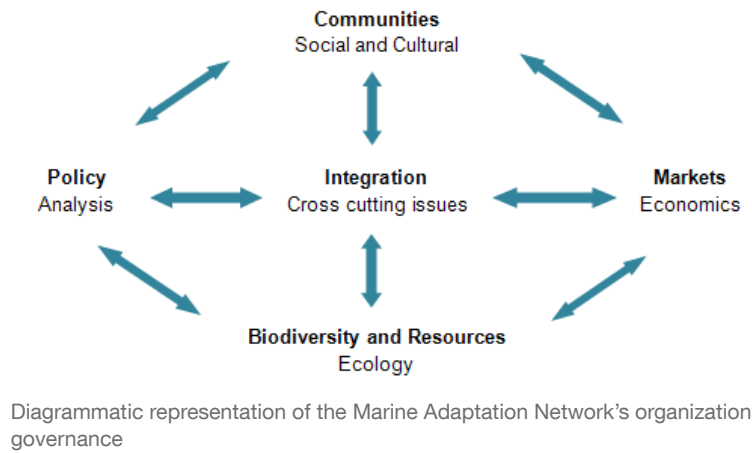 Communities
Social and Cultural
Policy
Analysis
Integration
Cross cutting issues
Markets
Economics
Biodiversity and Resources
Ecology
Diagrammatic representation of the Marine Adaptation Network’s organization
governance